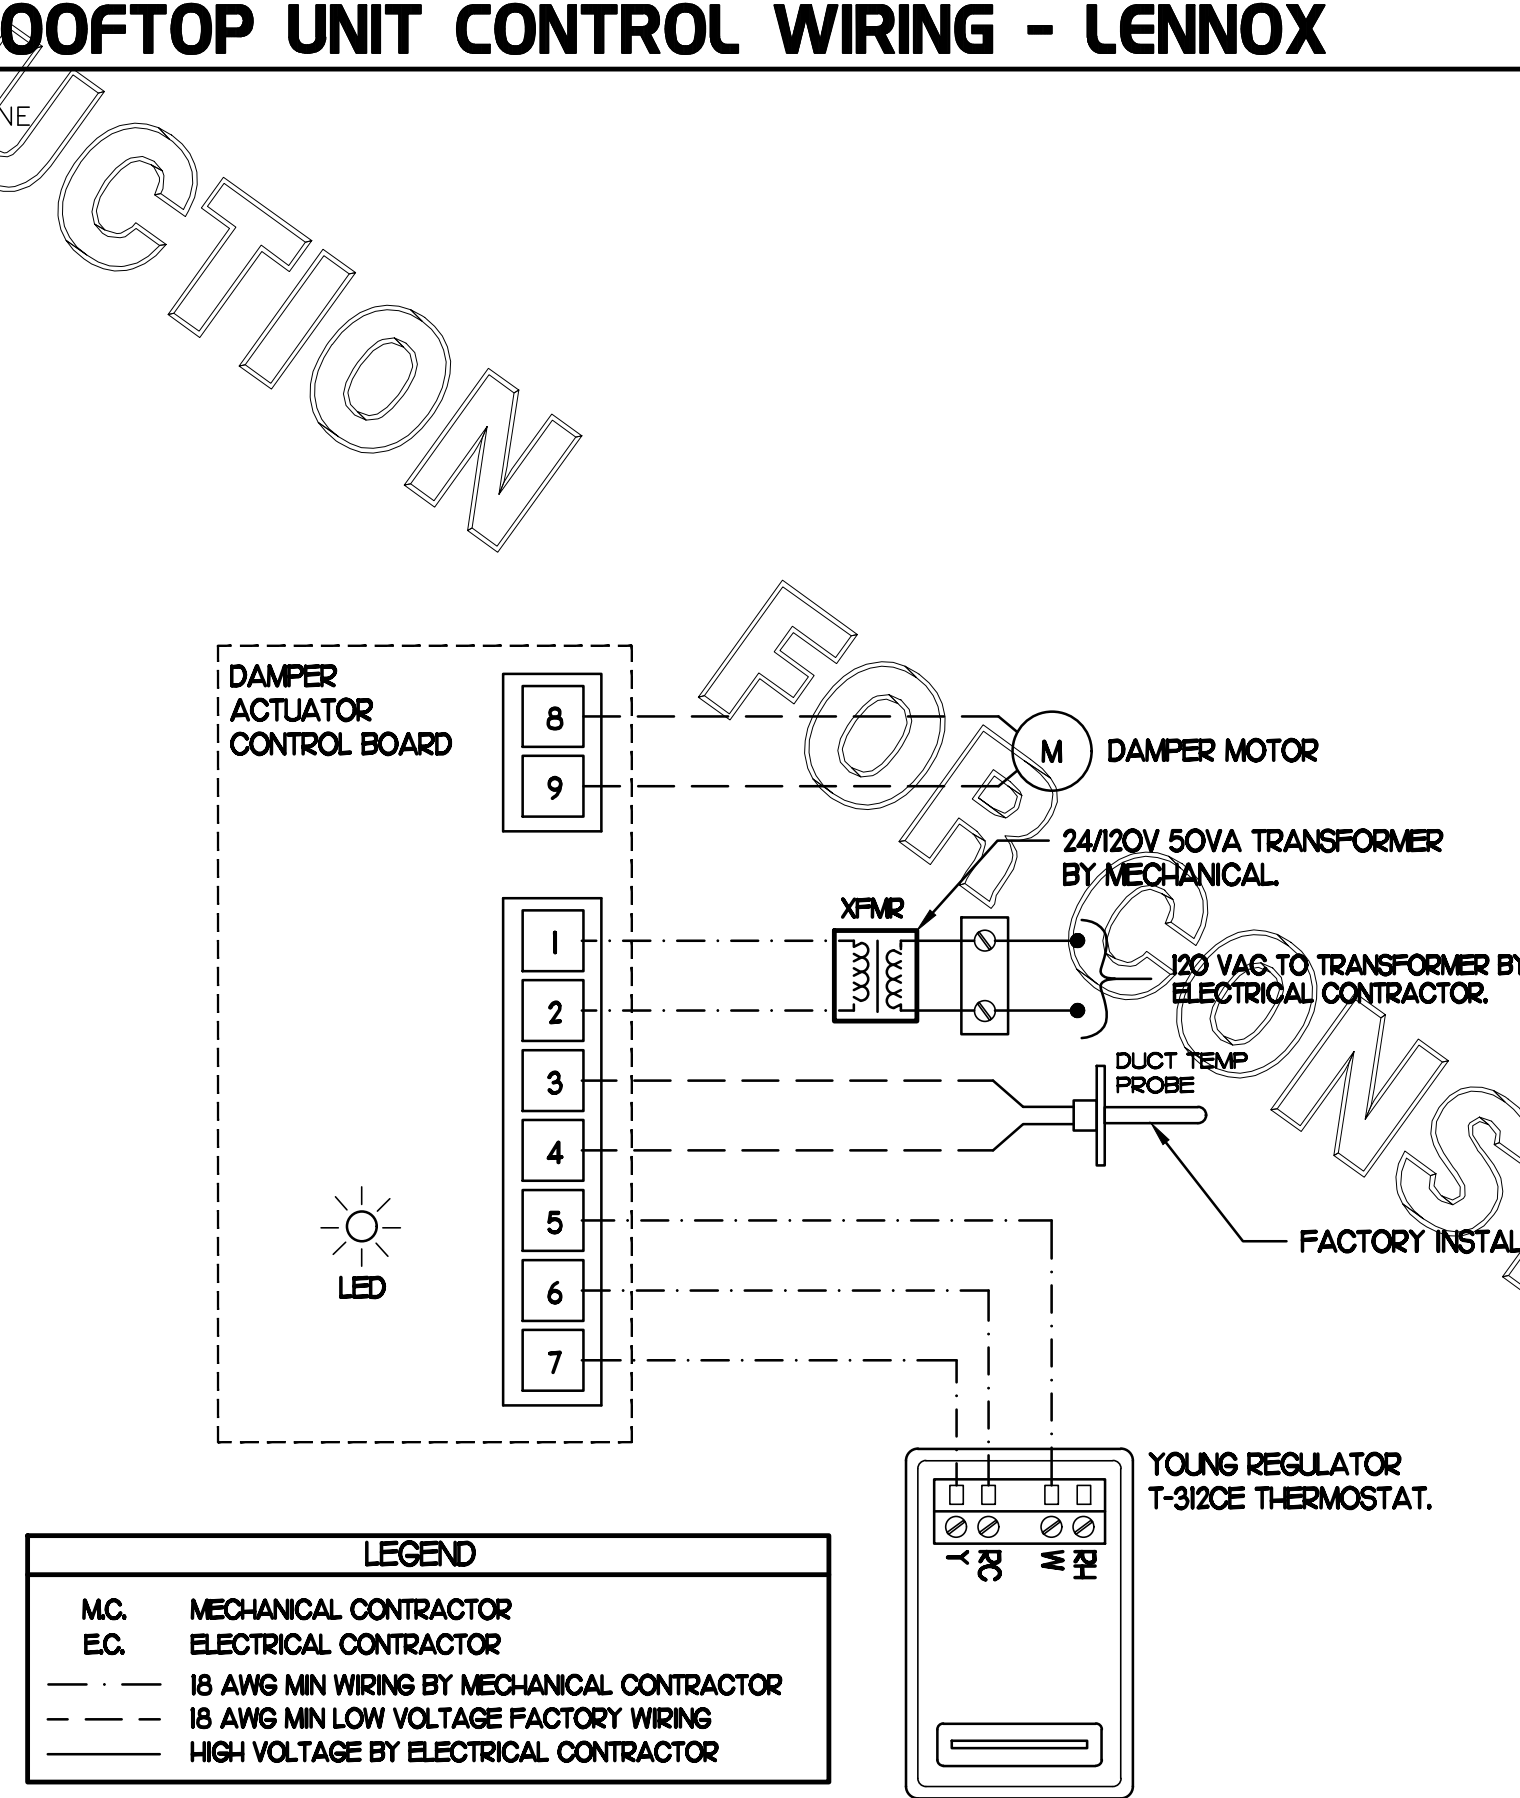 OOFTOP UNIT CONTROL WIRING - LENNOX
NE
UCTION
FOR CONS
DAMPER
ACTUATOR
CONTROL BOARD
8
9
M
DAMPER MOTOR
24/120V 50VA TRANSFORMER
BY MECHANICAL.
XFMR
1
2
3
4
5
6
7
120 VAC TO TRANSFORMER BY
ELECTRICAL CONTRACTOR.
DUCT TEMP
PROBE
FACTORY INSTAL
LED
YOUNG REGULATOR
T-312CE THERMOSTAT.
Y RC W RH
LEGEND
M.C. MECHANICAL CONTRACTOR
E.C. ELECTRICAL CONTRACTOR
18 AWG MIN WIRING BY MECHANICAL CONTRACTOR
18 AWG MIN LOW VOLTAGE FACTORY WIRING
HIGH VOLTAGE BY ELECTRICAL CONTRACTOR